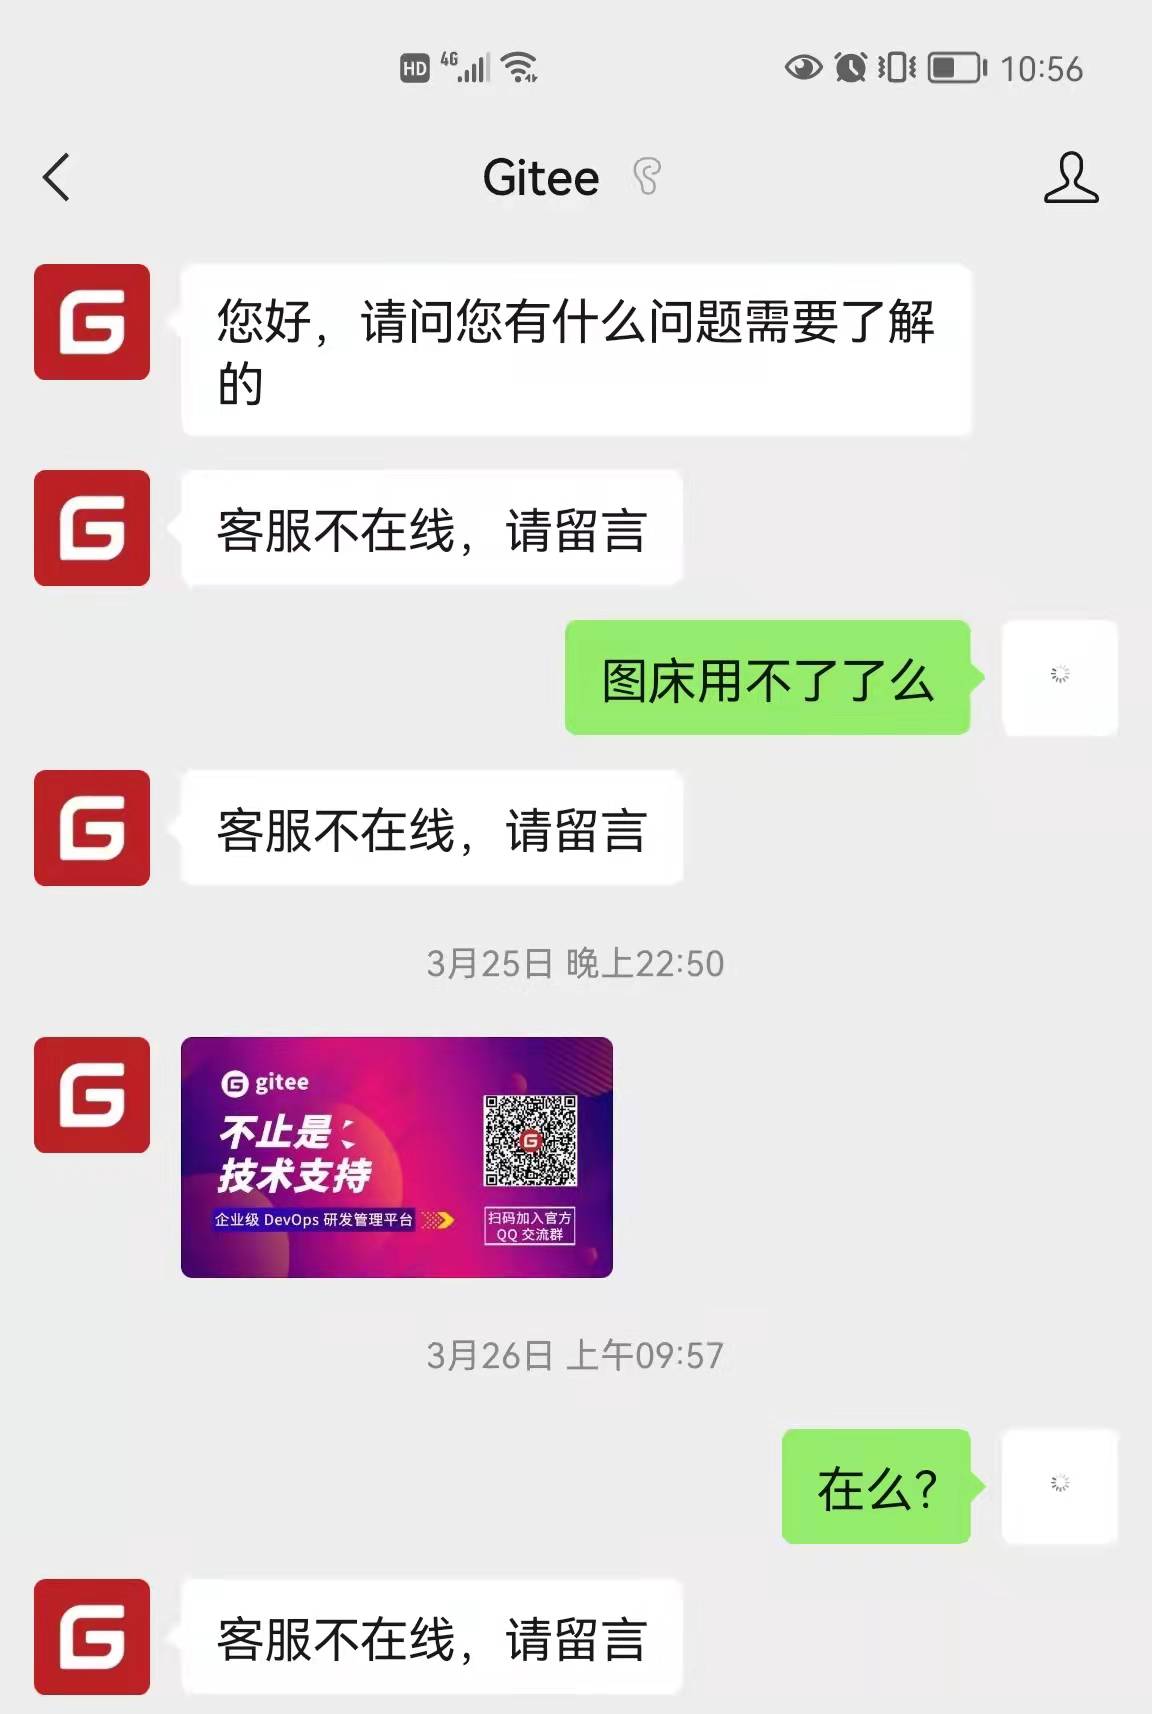 HD 4G 10:56
Gitee
您好，请问您有什么问题需要了解
的
客服不在线，请留言
图床用不了了么
客服不在线，请留言
3月25日 晚上22:50
gitee
不止是
技术支持
企业级 DevOps 研发管理平台
扫码加入官方
QQ 交流群
3月26日 上午09:57
在么?
客服不在线，请留言